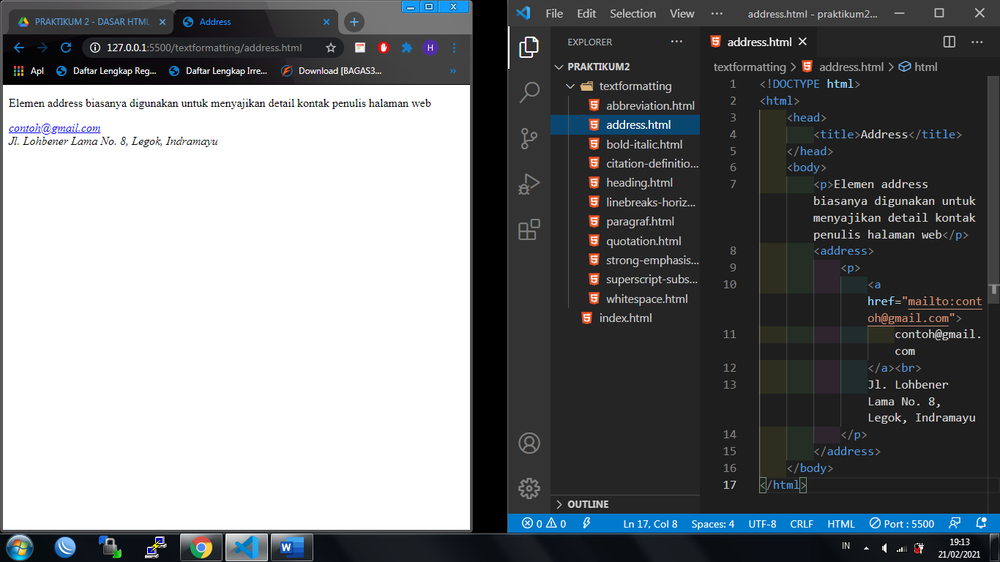 PRAKTIKUM 2 - DASAR HTML
Address
127.0.0.1:5500/textformatting/address.html
H
Apl
Daftar Lengkap Reg...
Daftar Lengkap Irre...
Download [BAGAS3...
»
Elemen address biasanya digunakan untuk menyajikan detail kontak penulis halaman web
contoh@gmail.com
Jl. Lohbener Lama No. 8, Legok, Indramayu
File Edit Selection View ··· address.html - praktikum2...
EXPLORER ···
PRAKTIKUM2
textformatting
abbreviation.html
address.html
bold-italic.html
citation-definitio...
heading.html
linebreaks-horiz...
paragraf.html
quotation.html
strong-emphasis...
superscript-subs...
whitespace.html
index.html
OUTLINE
address.html
textformatting > address.html > html
1 <!DOCTYPE html>
2 <html>
3 <head>
4 <title>Address</title>
5 </head>
6 <body>
7 <p>Elemen address
biasanya digunakan untuk
menyajikan detail kontak
penulis halaman web</p>
8 <address>
9 <p>
10 <a
href="mailto:cont
oh@gmail.com">
11 contoh@gmail.
com
12 </a><br>
13 Jl. Lohbener
Lama No. 8,
Legok, Indramayu
14 </p>
15 </address>
16 </body>
17 </html>
0 0 Ln 17, Col 8 Spaces: 4 UTF-8 CRLF HTML Port : 5500
IN
19:13
21/02/2021